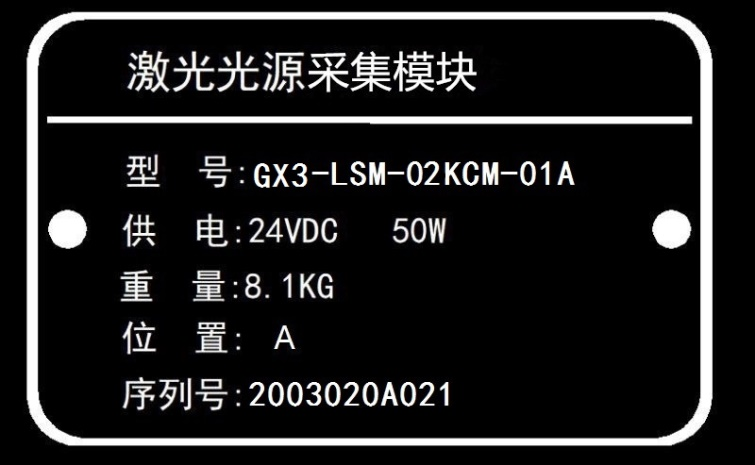 激光光源采集模块
型 号:GX3-LSM-02KCM-01A
供 电:24VDC 50W
重 量:8.1KG
位 置: A
序列号:2003020A021